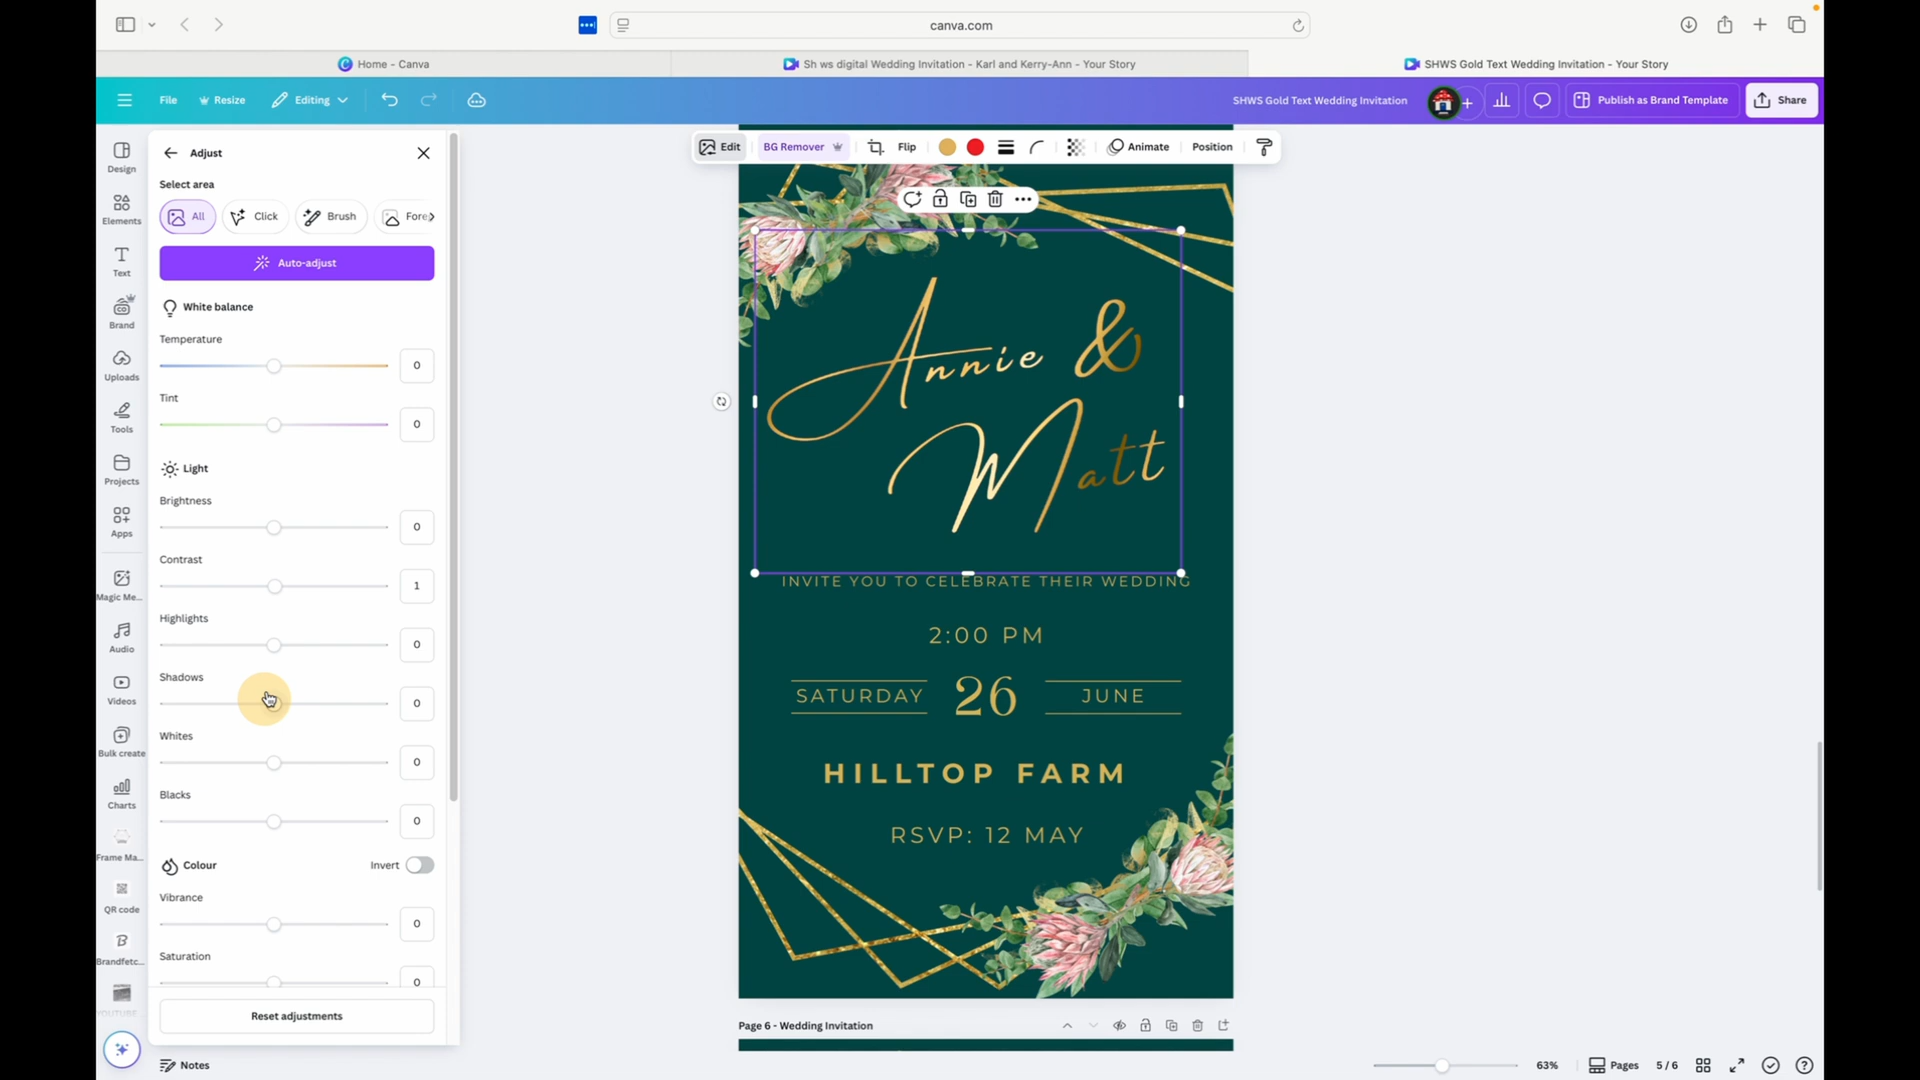 canva.com
Home - Canva
Sh ws digital Wedding Invitation - Karl and Kerry-Ann - Your Story
SHWS Gold Text Wedding Invitation - Your Story
File
Resize
Editing
SHWS Gold Text Wedding Invitation
Publish as Brand Template
Share
Design
Elements
Text
Brand
Uploads
Tools
Projects
Apps
Magic Me...
Audio
Videos
Bulk create
Charts
Frame Ma...
QR code
Brandfetc...
YOUTUBE
Adjust
Select area
All
Click
Brush
Fore
Auto-adjust
White balance
Temperature
0
Tint
0
Light
Brightness
0
Contrast
1
Highlights
0
Shadows
0
Whites
0
Blacks
0
Colour
Invert
Vibrance
0
Saturation
0
Reset adjustments
Notes
Edit
BG Remover
Flip
Animate
Position
Annie &
Matt
INVITE YOU TO CELEBRATE THEIR WEDDING
2:00 PM
SATURDAY 26 JUNE
HILLTOP FARM
RSVP: 12 MAY
Page 6 - Wedding Invitation
63%
Pages
5 / 6